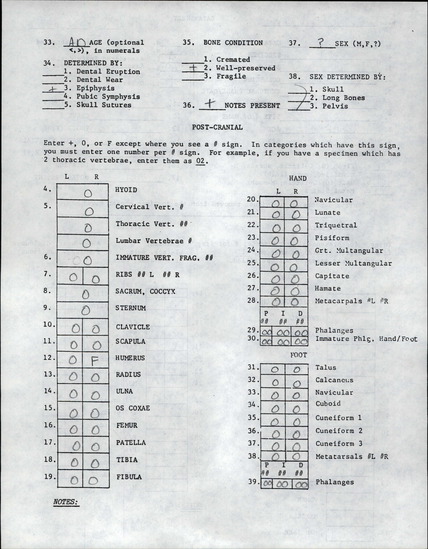 33. AD AGE (optional <,>), in numerals
34. DETERMINED BY:
1. Dental Eruption
2. Dental Wear
+ 3. Epiphysis
4. Pubic Symphysis
5. Skull Sutures
35. BONE CONDITION
1. Cremated
+ 2. Well-preserved
3. Fragile
36. + NOTES PRESENT
37. ? SEX (M,F,?)
38. SEX DETERMINED BY:
1. Skull
2. Long Bones
3. Pelvis
POST-CRANIAL
Enter +, 0, or F except where you see a # sign. In categories which have this sign,
you must enter one number per # sign. For example, if you have a specimen which has
2 thoracic vertebrae, enter them as 02.
L R
4. 0 HYOID
5. 0 Cervical Vert. #
0 Thoracic Vert. ##
0 Lumbar Vertebrae #
6. 0 IMMATURE VERT. FRAG. ##
7. 0 0 RIBS ## L ## R
8. 0 SACRUM, COCCYX
9. 0 STERNUM
10. 0 0 CLAVICLE
11. 0 0 SCAPULA
12. 0 F HUMERUS
13. 0 0 RADIUS
14. 0 0 ULNA
15. 0 0 OS COXAE
16. 0 0 FEMUR
17. 0 0 PATELLA
18. 0 0 TIBIA
19. 0 0 FIBULA
NOTES:
HAND
L R
20. 0 0 Navicular
21. 0 0 Lunate
22. 0 0 Triquetral
23. 0 0 Pisiform
24. 0 0 Grt. Multangular
25. 0 0 Lesser Multangular
26. 0 0 Capitate
27. 0 0 Hamate
28. 0 0 Metacarpals #L #R
P I D
## ## ##
29. 00 00 00 Phalanges
30. 00 00 00 Immature Phlg. Hand/Foot
FOOT
31. 0 0 Talus
32. 0 0 Calcaneus
33. 0 0 Navicular
34. 0 0 Cuboid
35. 0 0 Cuneiform 1
36. 0 0 Cuneiform 2
37. 0 0 Cuneiform 3
38. 0 0 Metatarsals #L #R
P I D
## ## ##
39. 00 00 00 Phalanges